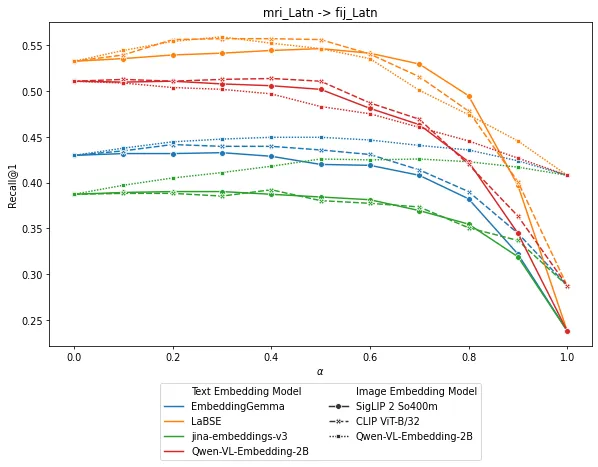 mri_Latn -> fij_Latn
Recall@1
0.55
0.50
0.45
0.40
0.35
0.30
0.25
0.0
0.2
0.4
0.6
0.8
1.0
α
Text Embedding Model
EmbeddingGemma
LaBSE
jina-embeddings-v3
Qwen-VL-Embedding-2B
Image Embedding Model
SigLIP 2 So400m
CLIP ViT-B/32
Qwen-VL-Embedding-2B